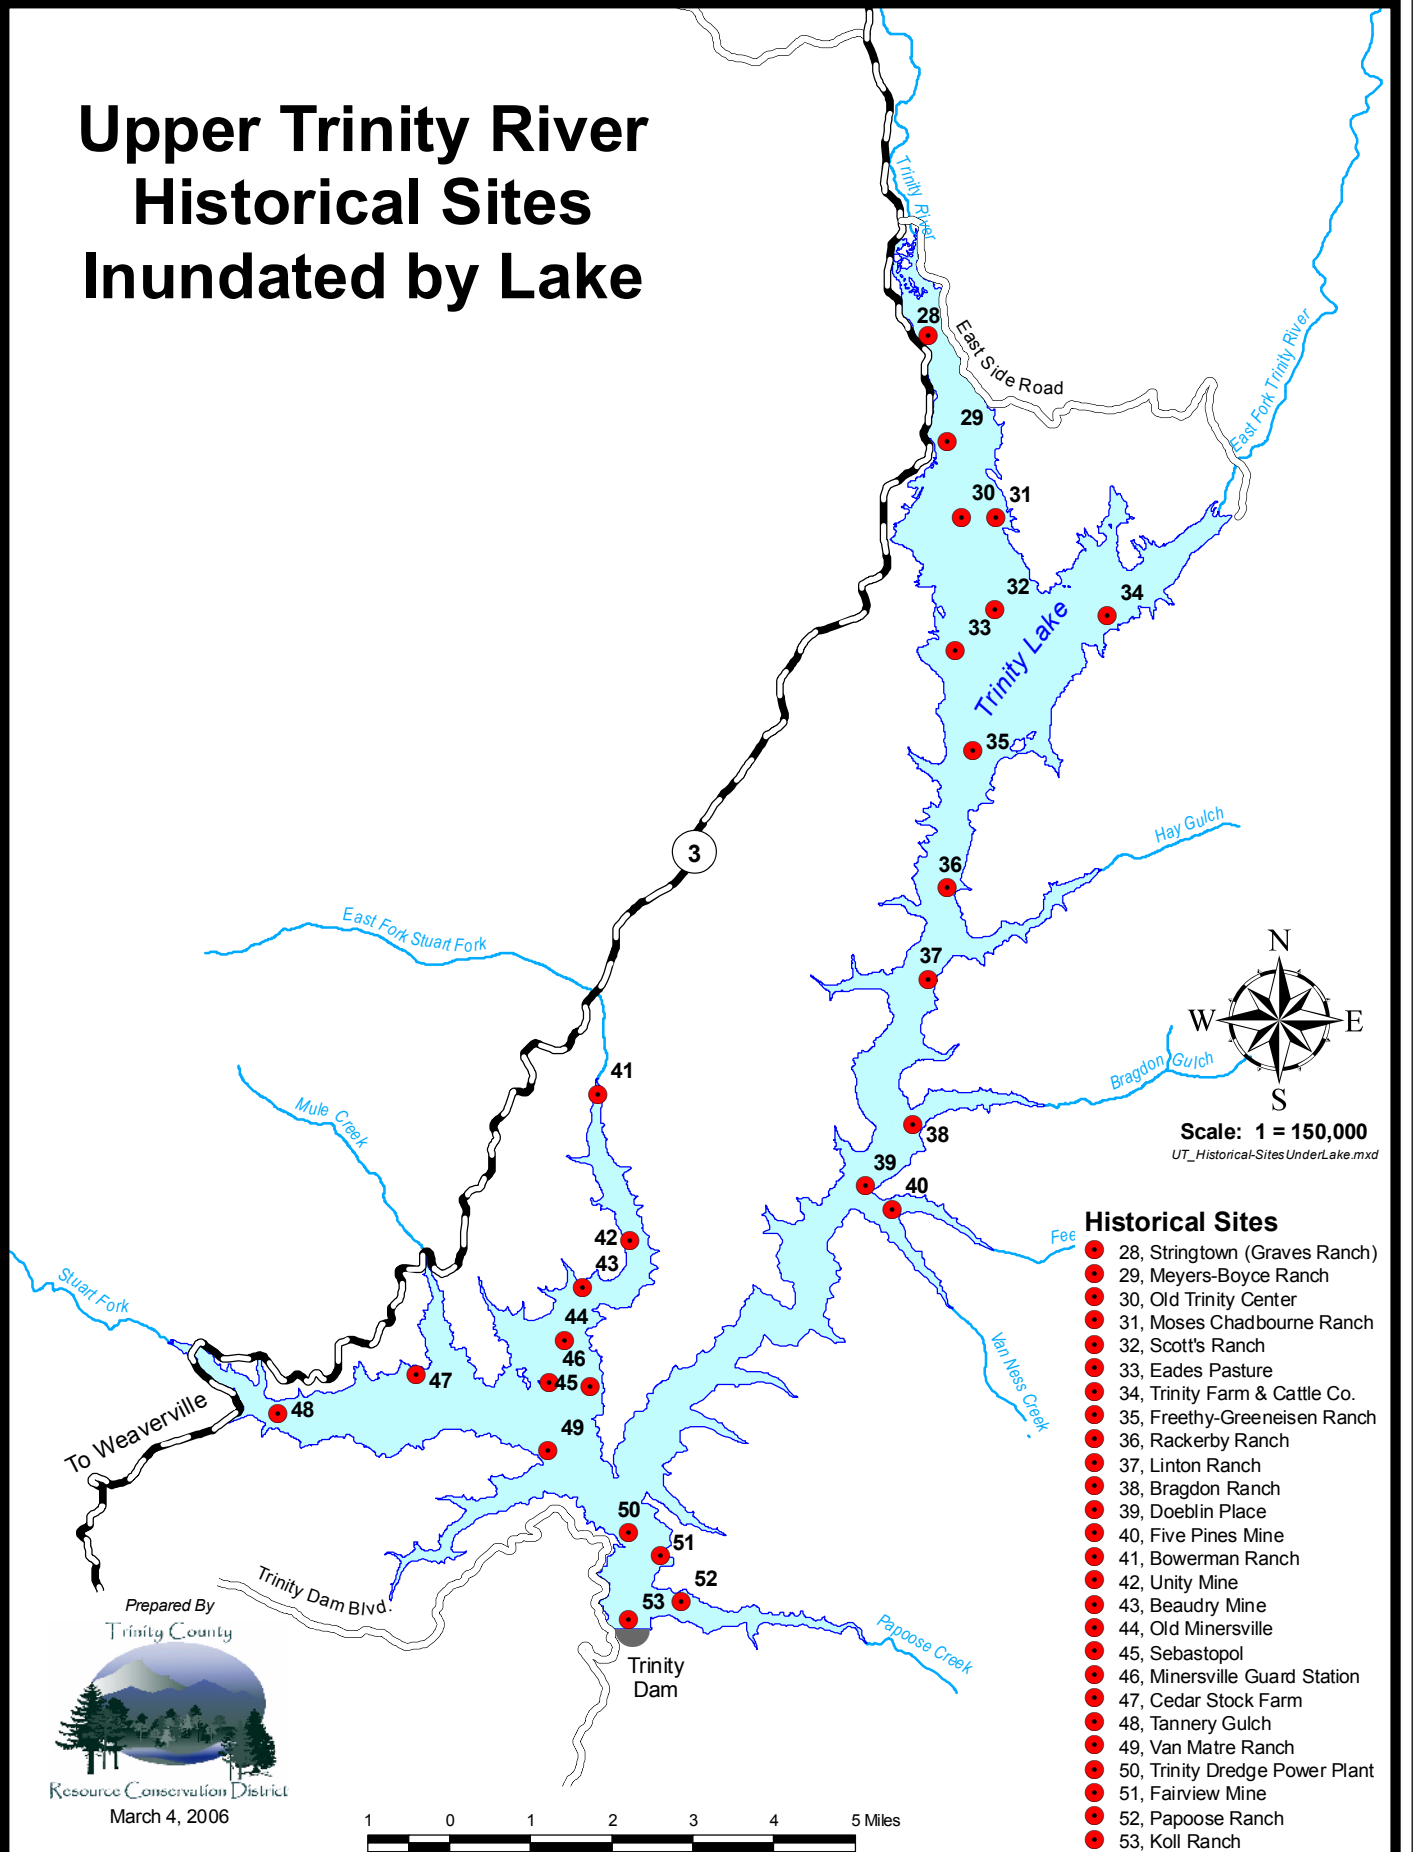 Upper Trinity River
Historical Sites
Inundated by Lake
Trinity River
28
East Side Road
East Fork Trinity River
29
30
31
32
33
34
Trinity Lake
35
3
Hay Gulch
36
East Fork Stuart Fork
37
N
W
E
S
Bragdon Gulch
41
Mule Creek
38
Scale: 1 = 150,000
UT_Historical-SitesUnderLake.mxd
39
40
Fee
42
43
Stuart Fork
44
46
45
47
48
Van Ness Creek
To Weaverville
49
50
51
52
53
Trinity Dam Blvd.
Papoose Creek
Trinity
Dam
Historical Sites
28, Stringtown (Graves Ranch)
29, Meyers-Boyce Ranch
30, Old Trinity Center
31, Moses Chadbourne Ranch
32, Scott's Ranch
33, Eades Pasture
34, Trinity Farm & Cattle Co.
35, Freethy-Greeneisen Ranch
36, Rackerby Ranch
37, Linton Ranch
38, Bragdon Ranch
39, Doeblin Place
40, Five Pines Mine
41, Bowerman Ranch
42, Unity Mine
43, Beaudry Mine
44, Old Minersville
45, Sebastopol
46, Minersville Guard Station
47, Cedar Stock Farm
48, Tannery Gulch
49, Van Matre Ranch
50, Trinity Dredge Power Plant
51, Fairview Mine
52, Papoose Ranch
53, Koll Ranch
Prepared By
Trinity County
Resource Conservation District
March 4, 2006
1 0 1 2 3 4 5 Miles